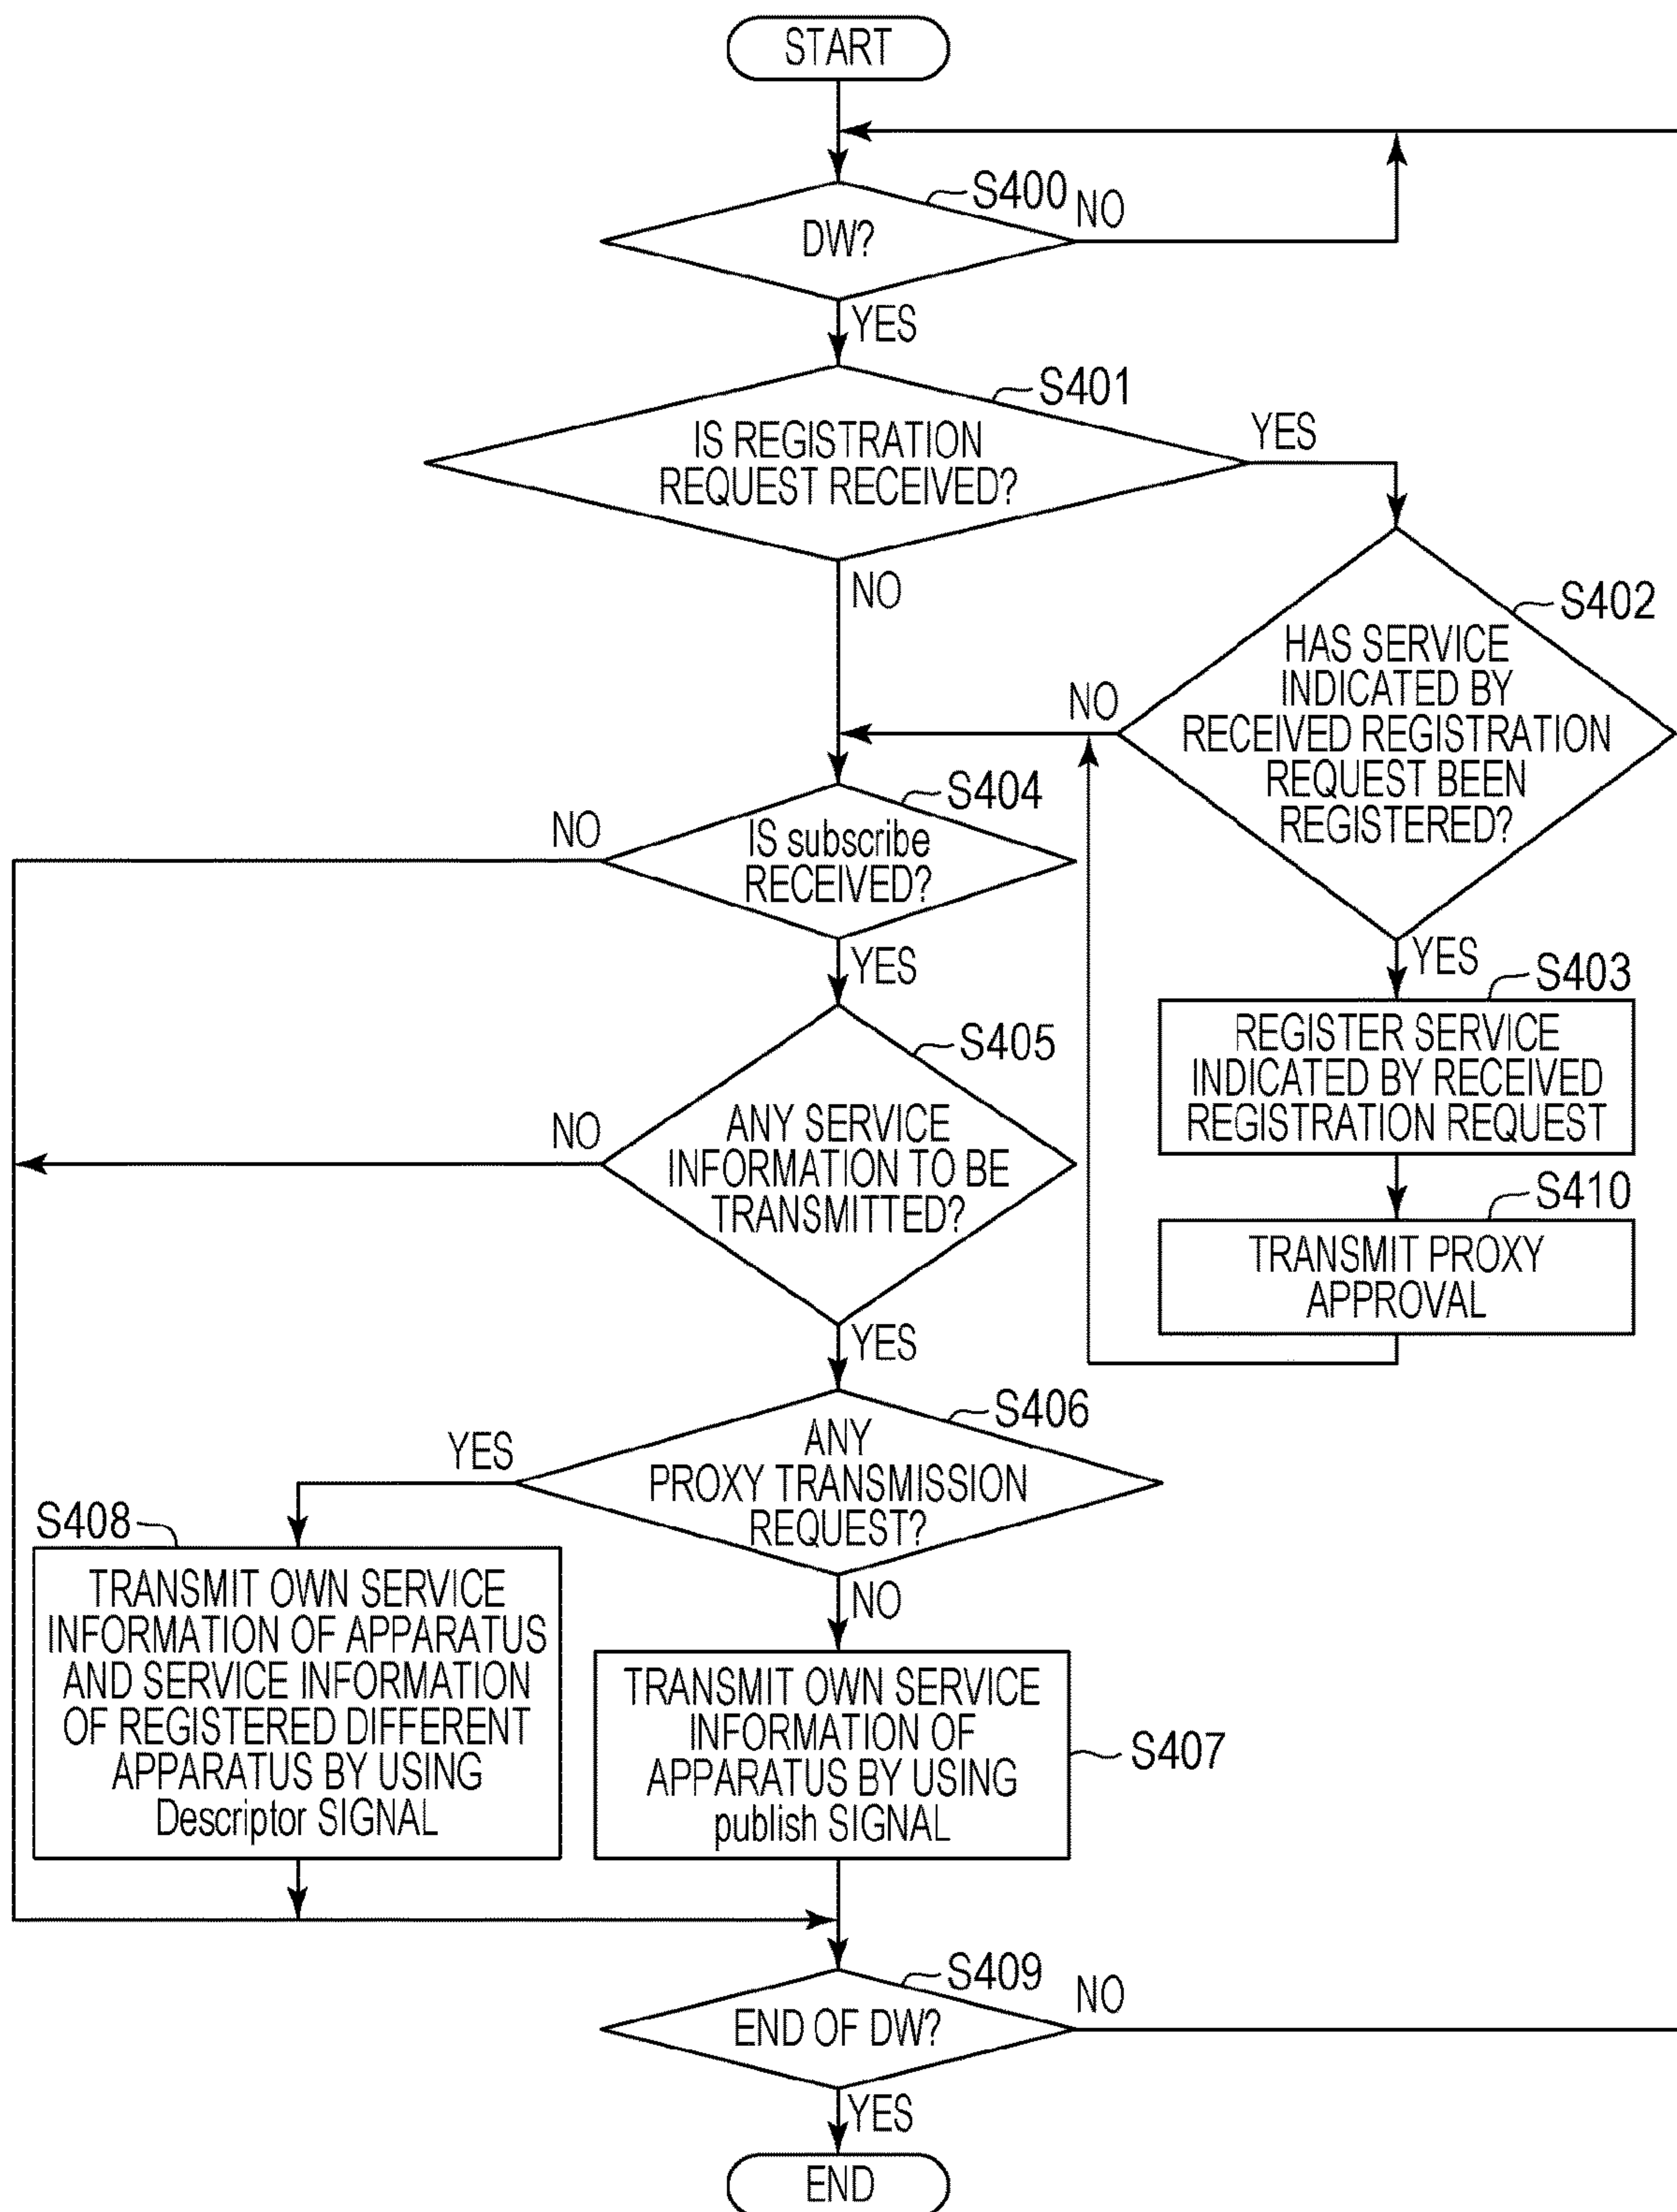 START
S400
NO
DW?
YES
S401
YES
IS REGISTRATION
REQUEST RECEIVED?
NO
S402
HAS SERVICE
INDICATED BY
RECEIVED REGISTRATION
REQUEST BEEN
REGISTERED?
NO
YES
S403
REGISTER SERVICE
INDICATED BY RECEIVED
REGISTRATION REQUEST
S410
TRANSMIT PROXY
APPROVAL
S404
NO
IS subscribe
RECEIVED?
YES
S405
NO
ANY SERVICE
INFORMATION TO BE
TRANSMITTED?
YES
S406
YES
ANY
PROXY TRANSMISSION
REQUEST?
NO
S408
TRANSMIT OWN SERVICE
INFORMATION OF APPARATUS
AND SERVICE INFORMATION
OF REGISTERED DIFFERENT
APPARATUS BY USING
Descriptor SIGNAL
TRANSMIT OWN SERVICE
INFORMATION OF
APPARATUS BY USING
publish SIGNAL
S407
S409
NO
END OF DW?
YES
END